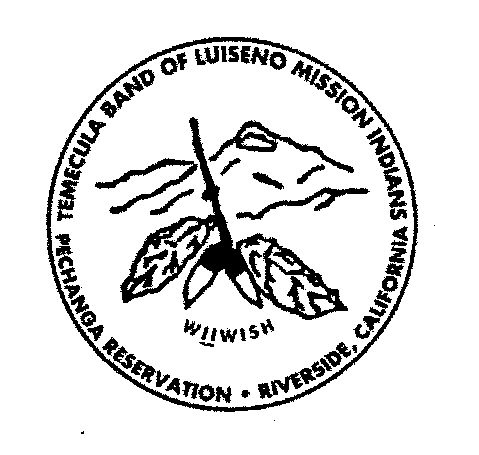 TEMECULA BAND OF LUISENO MISSION INDIANS
WIIWISH
PECHANGA RESERVATION • RIVERSIDE, CALIFORNIA